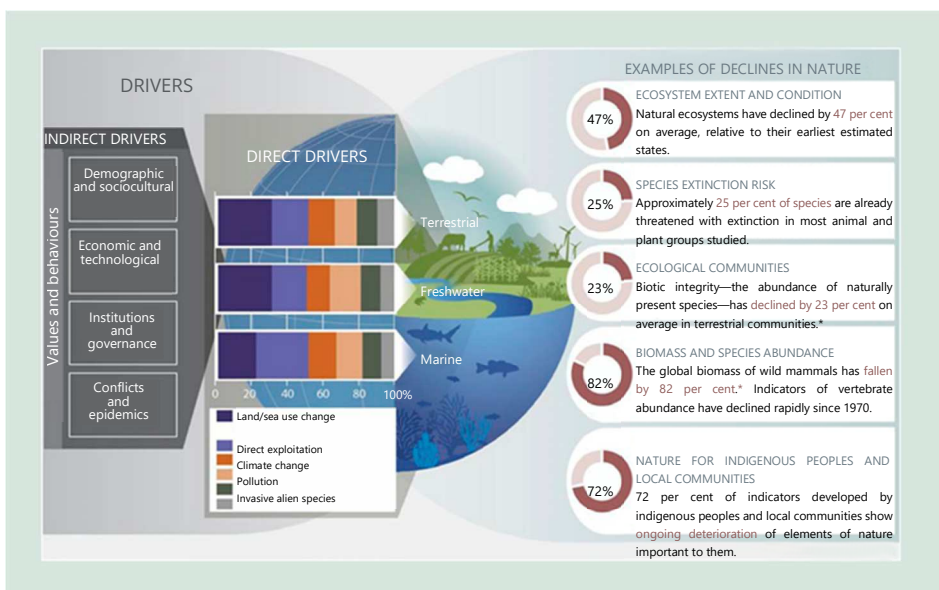 DRIVERS
INDIRECT DRIVERS
Values and behaviours
Demographic
and sociocultural
Economic and
technological
Institutions
and
governance
Conflicts
and
epidemics
DIRECT DRIVERS
Terrestrial
Freshwater
Marine
0 20 40 60 80 100%
Land/sea use change
Direct exploitation
Climate change
Pollution
Invasive alien species
EXAMPLES OF DECLINES IN NATURE
47%
ECOSYSTEM EXTENT AND CONDITION
Natural ecosystems have declined by 47 per cent
on average, relative to their earliest estimated
states.
25%
SPECIES EXTINCTION RISK
Approximately 25 per cent of species are already
threatened with extinction in most animal and
plant groups studied.
23%
ECOLOGICAL COMMUNITIES
Biotic integrity—the abundance of naturally
present species—has declined by 23 per cent on
average in terrestrial communities.*
82%
BIOMASS AND SPECIES ABUNDANCE
The global biomass of wild mammals has fallen
by 82 per cent.* Indicators of vertebrate
abundance have declined rapidly since 1970.
72%
NATURE FOR INDIGENOUS PEOPLES AND
LOCAL COMMUNITIES
72 per cent of indicators developed by
indigenous peoples and local communities show
ongoing deterioration of elements of nature
important to them.